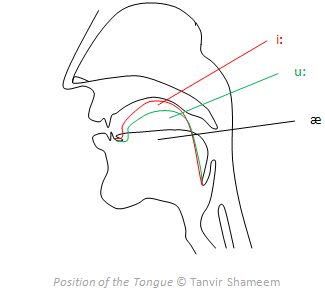 i:
u:
æ
Position of the Tongue © Tanvir Shameem